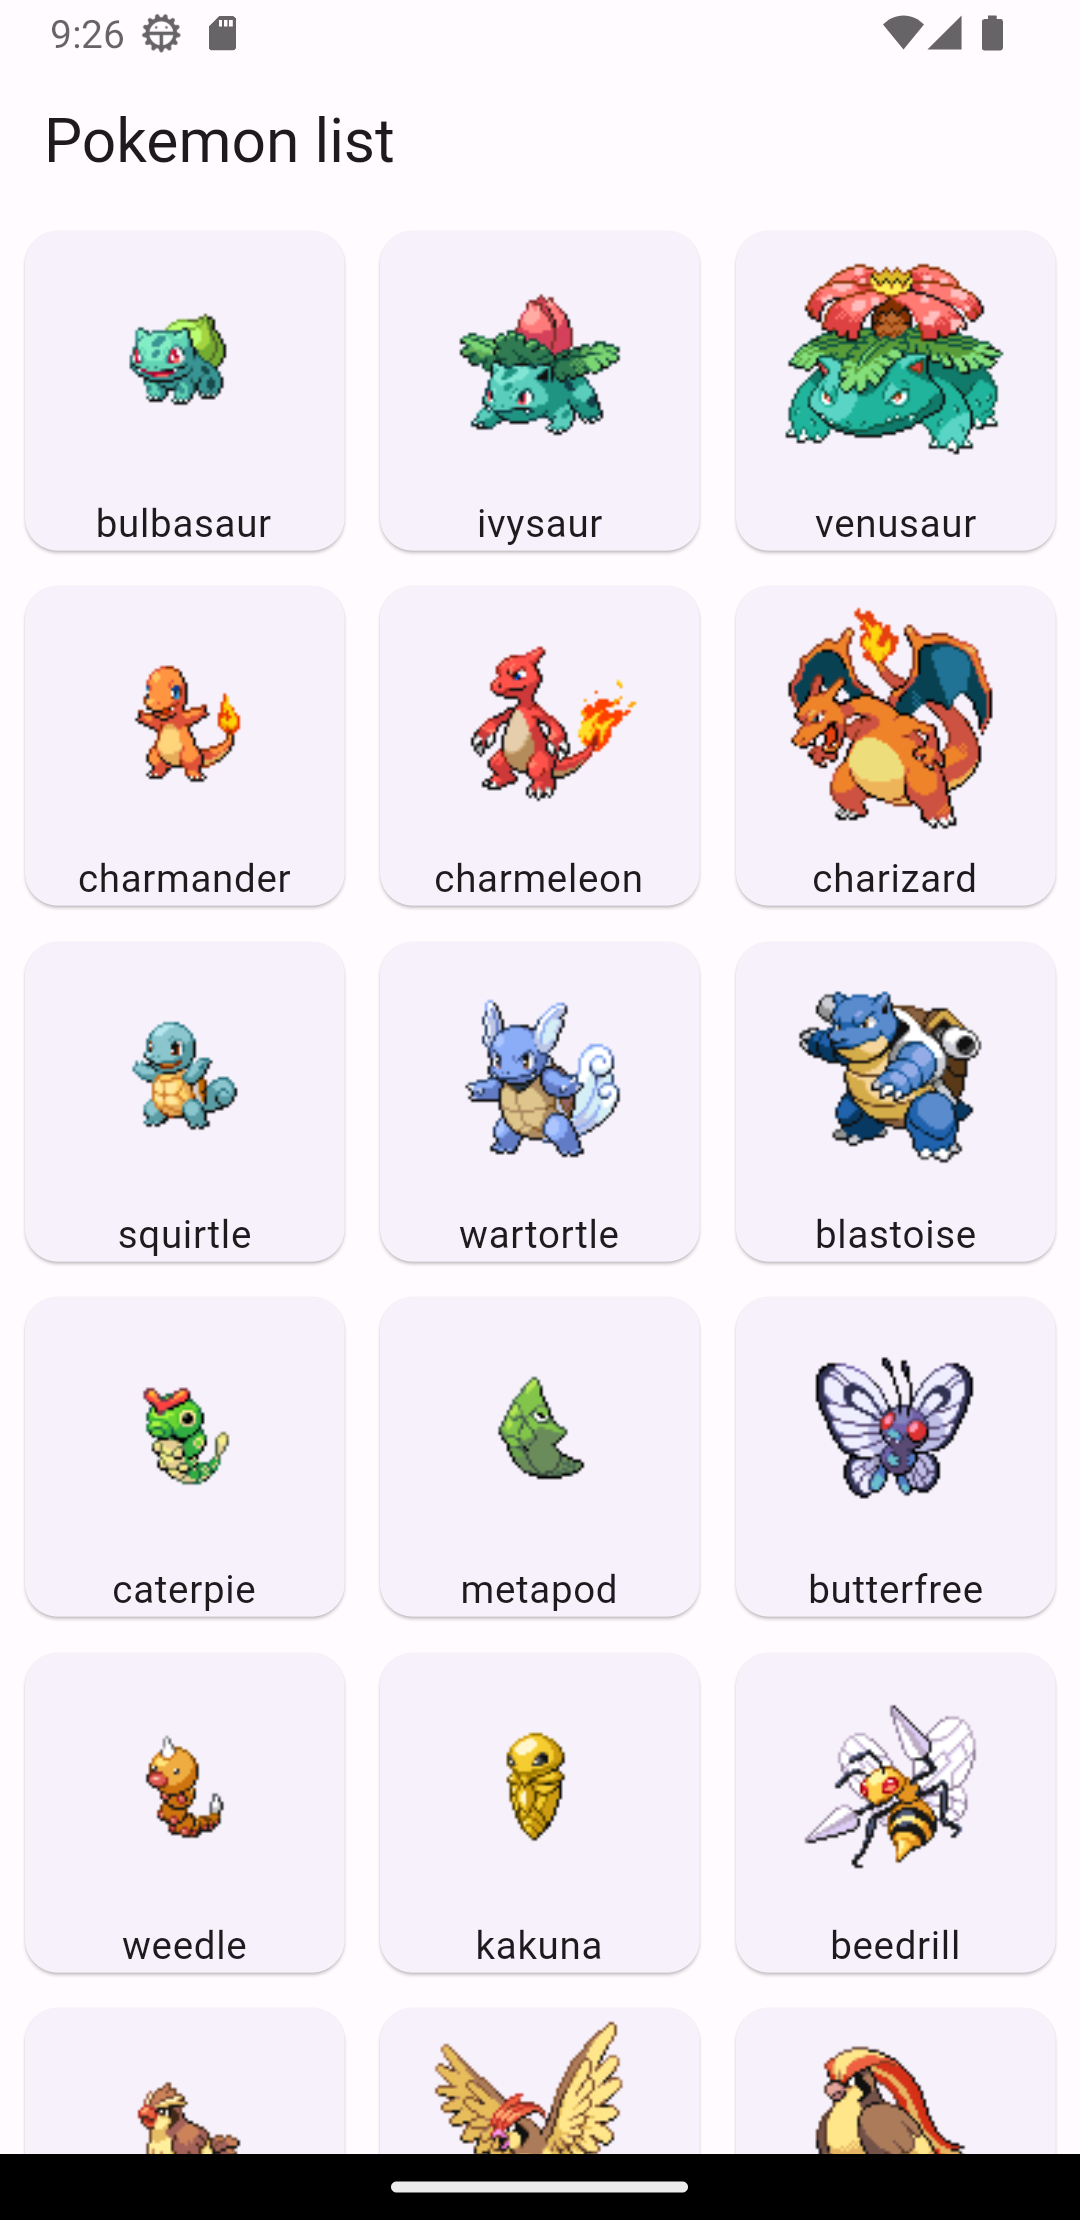 9:26
Pokemon list
bulbasaur
ivysaur
venusaur
charmander
charmeleon
charizard
squirtle
wartortle
blastoise
caterpie
metapod
butterfree
weedle
kakuna
beedrill